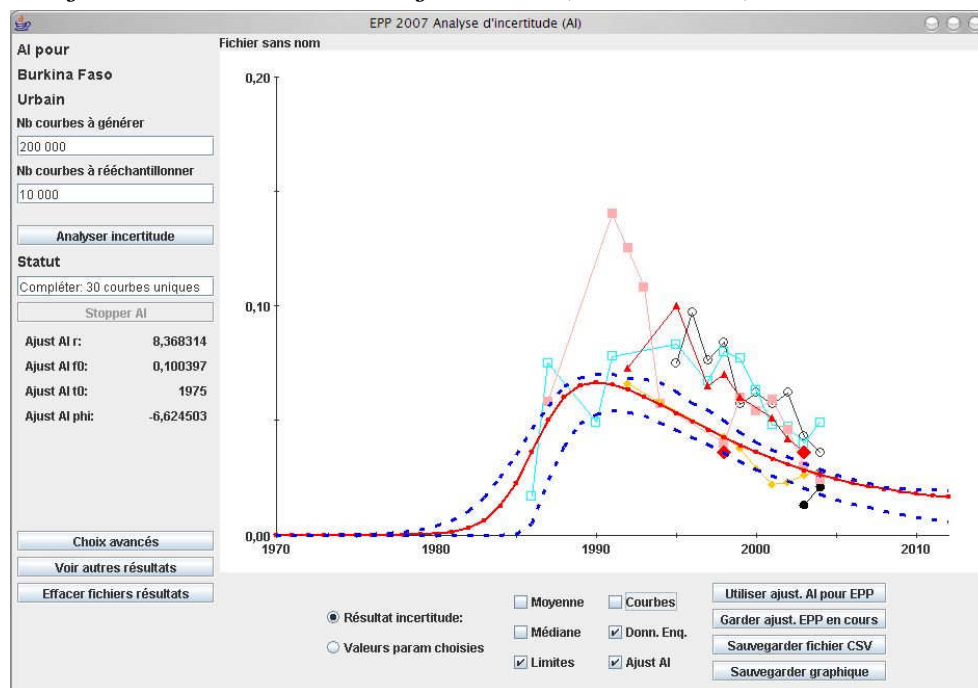 EPP 2007 Analyse d'incertitude (AI)
AI pour
Burkina Faso
Urbain
Nb courbes à générer
200 000
Nb courbes à rééchantillonner
10 000
Analyser incertitude
Statut
Compléter: 30 courbes uniques
Stopper AI
Ajust AI r: 8,368314
Ajust AI f0: 0,100397
Ajust AI t0: 1975
Ajust AI phi: -6,624503
Choix avancés
Voir autres résultats
Effacer fichiers résultats
Fichier sans nom
0,20
0,10
0,00
1970 1980 1990 2000 2010
Résultat incertitude:
Valeurs param choisies
Moyenne
Médiane
Limites
Courbes
Donn. Enq.
Ajust AI
Utiliser ajust. AI pour EPP
Garder ajust. EPP en cours
Sauvegarder fichier CSV
Sauvegarder graphique